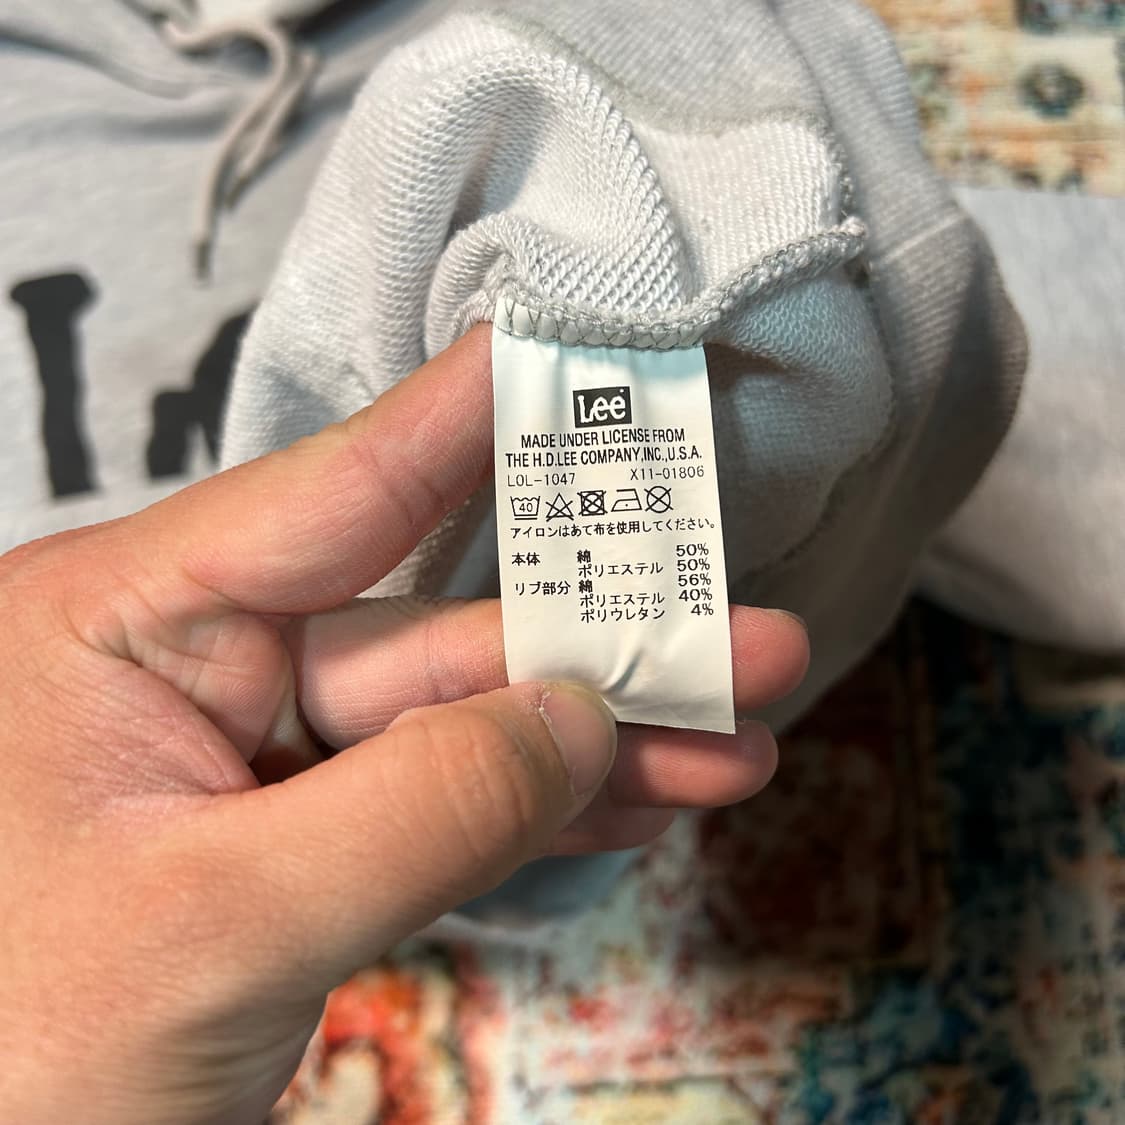 Lee
MADE UNDER LICENSE FROM
THE H.D.LEE COMPANY,INC.,U.S.A.
LOL-1047 X11-01806
40
アイロンはあて布を使用してください。
本体 綿 50%
ポリエステル 50%
リブ部分 綿 56%
ポリエステル 40%
ポリウレタン 4%